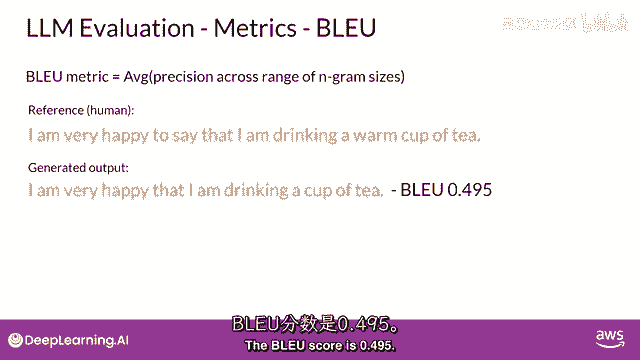 LLM Evaluation - Metrics - BLEU
BLEU metric = Avg(precision across range of n-gram sizes)
Reference (human):
I am very happy to say that I am drinking a warm cup of tea.
Generated output:
I am very happy that I am drinking a cup of tea. - BLEU 0.495
BLEU分数是0.495。
The BLEU score is 0.495.
DeepLearning.AI
aws